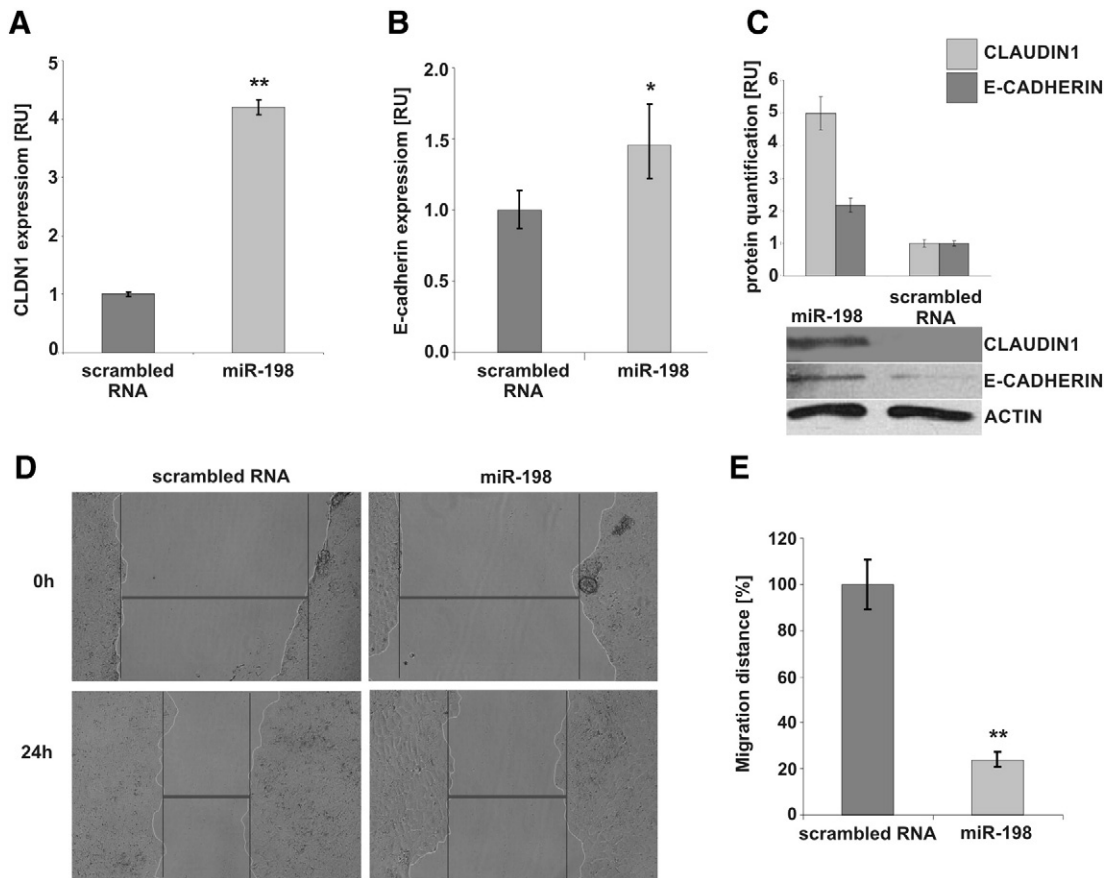 A
CLDN1 expressiom [RU]
5
4
3
2
1
0
**
scrambled
RNA
miR-198
B
E-cadherin expressiom [RU]
2.0
1.5
1.0
0.5
0.0
*
scrambled
RNA
miR-198
C
CLAUDIN1
E-CADHERIN
protein quantification [RU]
6
5
4
3
2
1
0
miR-198
scrambled
RNA
CLAUDIN1
E-CADHERIN
ACTIN
D
scrambled RNA
miR-198
0h
24h
E
Migration distance [%]
120
100
80
60
40
20
0
**
scrambled RNA
miR-198